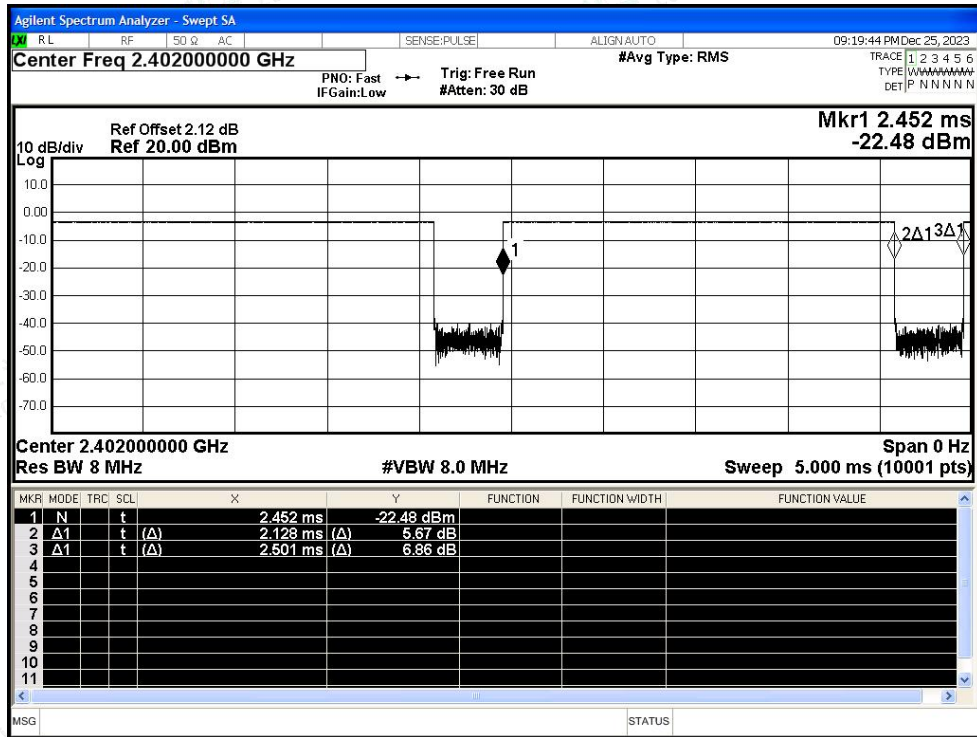 Agilent Spectrum Analyzer - Swept SA
LXI RL RF 50 Ω AC SENSE:PULSE ALIGN AUTO 09:19:44 PM Dec 25, 2023
Center Freq 2.402000000 GHz #Avg Type: RMS TRACE 1 2 3 4 5 6
PNO: Fast Trig: Free Run TYPE WWWWWW
IFGain:Low #Atten: 30 dB DET P N N N N N
Mkr1 2.452 ms
-22.48 dBm
Ref Offset 2.12 dB
10 dB/div Ref 20.00 dBm
Log
10.0
0.00
2Δ1 3Δ1
-10.0
1
-20.0
-30.0
-40.0
-50.0
-60.0
-70.0
Center 2.402000000 GHz Span 0 Hz
Res BW 8 MHz #VBW 8.0 MHz Sweep 5.000 ms (10001 pts)
MKR MODE TRC SCL X Y FUNCTION FUNCTION WIDTH FUNCTION VALUE
1 N t 2.452 ms -22.48 dBm
2 Δ1 t (Δ) 2.128 ms (Δ) 5.67 dB
3 Δ1 t (Δ) 2.501 ms (Δ) 6.86 dB
4
5
6
7
8
9
10
11
MSG STATUS